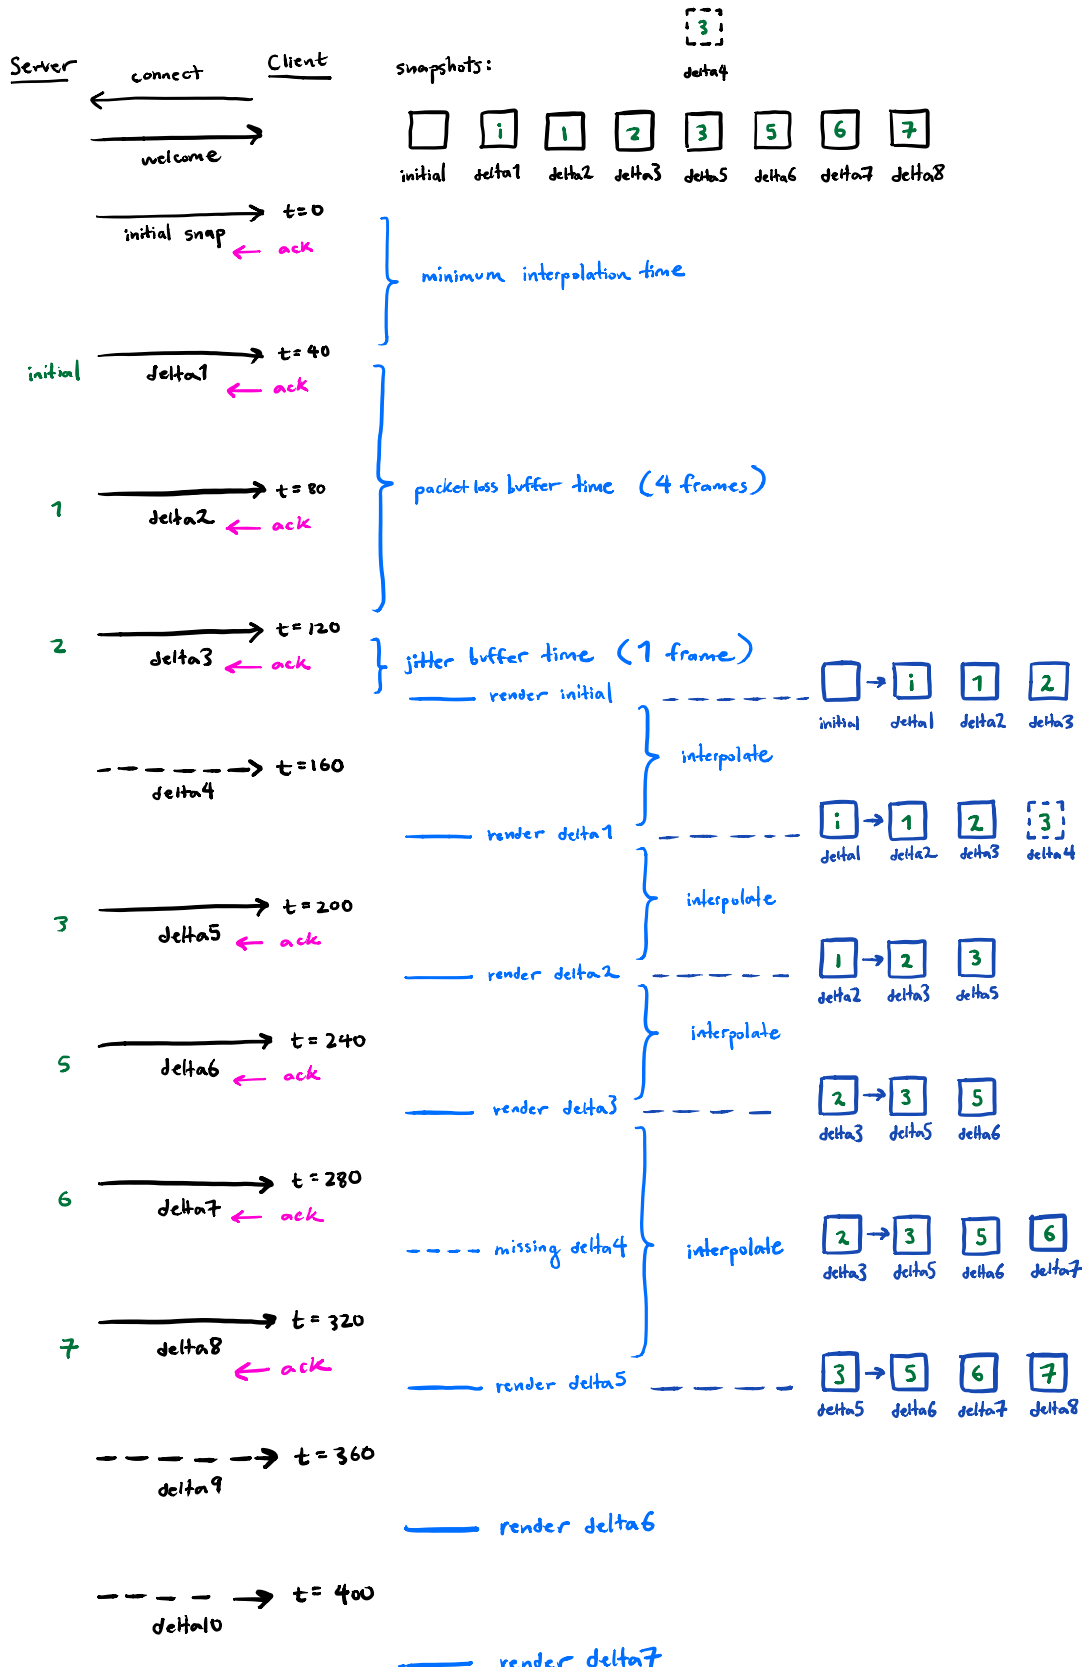 3
delta4
Server
connect
Client
snapshots:
welcome
i 1 2 3 5 6 7
initial delta1 delta2 delta3 delta5 delta6 delta7 delta8
t=0
initial snap
ack
minimum interpolation time
t=40
initial
delta1
ack
packet loss buffer time (4 frames)
t=80
1
delta2
ack
t=120
2
delta3
ack
jitter buffer time (1 frame)
render initial
i 1 2
initial delta1 delta2 delta3
interpolate
t=160
delta4
render delta1
i 1 2 3
delta1 delta2 delta3 delta4
interpolate
t=200
3
delta5
ack
render delta2
1 2 3
delta2 delta3 delta5
interpolate
t=240
5
delta6
ack
render delta3
2 3 5
delta3 delta5 delta6
t=280
6
delta7
ack
missing delta4
interpolate
2 3 5 6
delta3 delta5 delta6 delta7
t=320
7
delta8
ack
render delta5
3 5 6 7
delta5 delta6 delta7 delta8
t=360
delta9
render delta6
t=400
delta10
render delta7